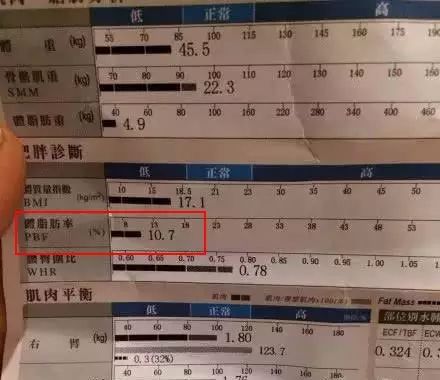 低 正常 高
體重 (kg) 55 70 85 100 115 130 145 160 175 190
45.5
骨骼肌重 (kg) 70 80 90 100 110 120 130 140 150
SMM 22.3
體脂肪重 (kg) 40 60 80 100 160 220 280 340 400 460
4.9
肥胖診斷
低 正常 高
身體質量指數 (kg/m²) 10 15 18.5 21 25 30 35 40 45 50
BMI 17.1
體脂肪率 (%) 8 13 18 23 28 33 38 43 48 53
PBF 10.7
腰臀圍比 0.60 0.65 0.70 0.75 0.80 0.85 0.90 0.95 1.00 1.05
WHR 0.78
肌肉平衡
Fat Mass
低 正常 高
右臂 (kg) 40 60 80 100 120 140 160 180
(%) 1.80
123.7
0.3(32%)
部位別水腫
ECF/TBF
0.324